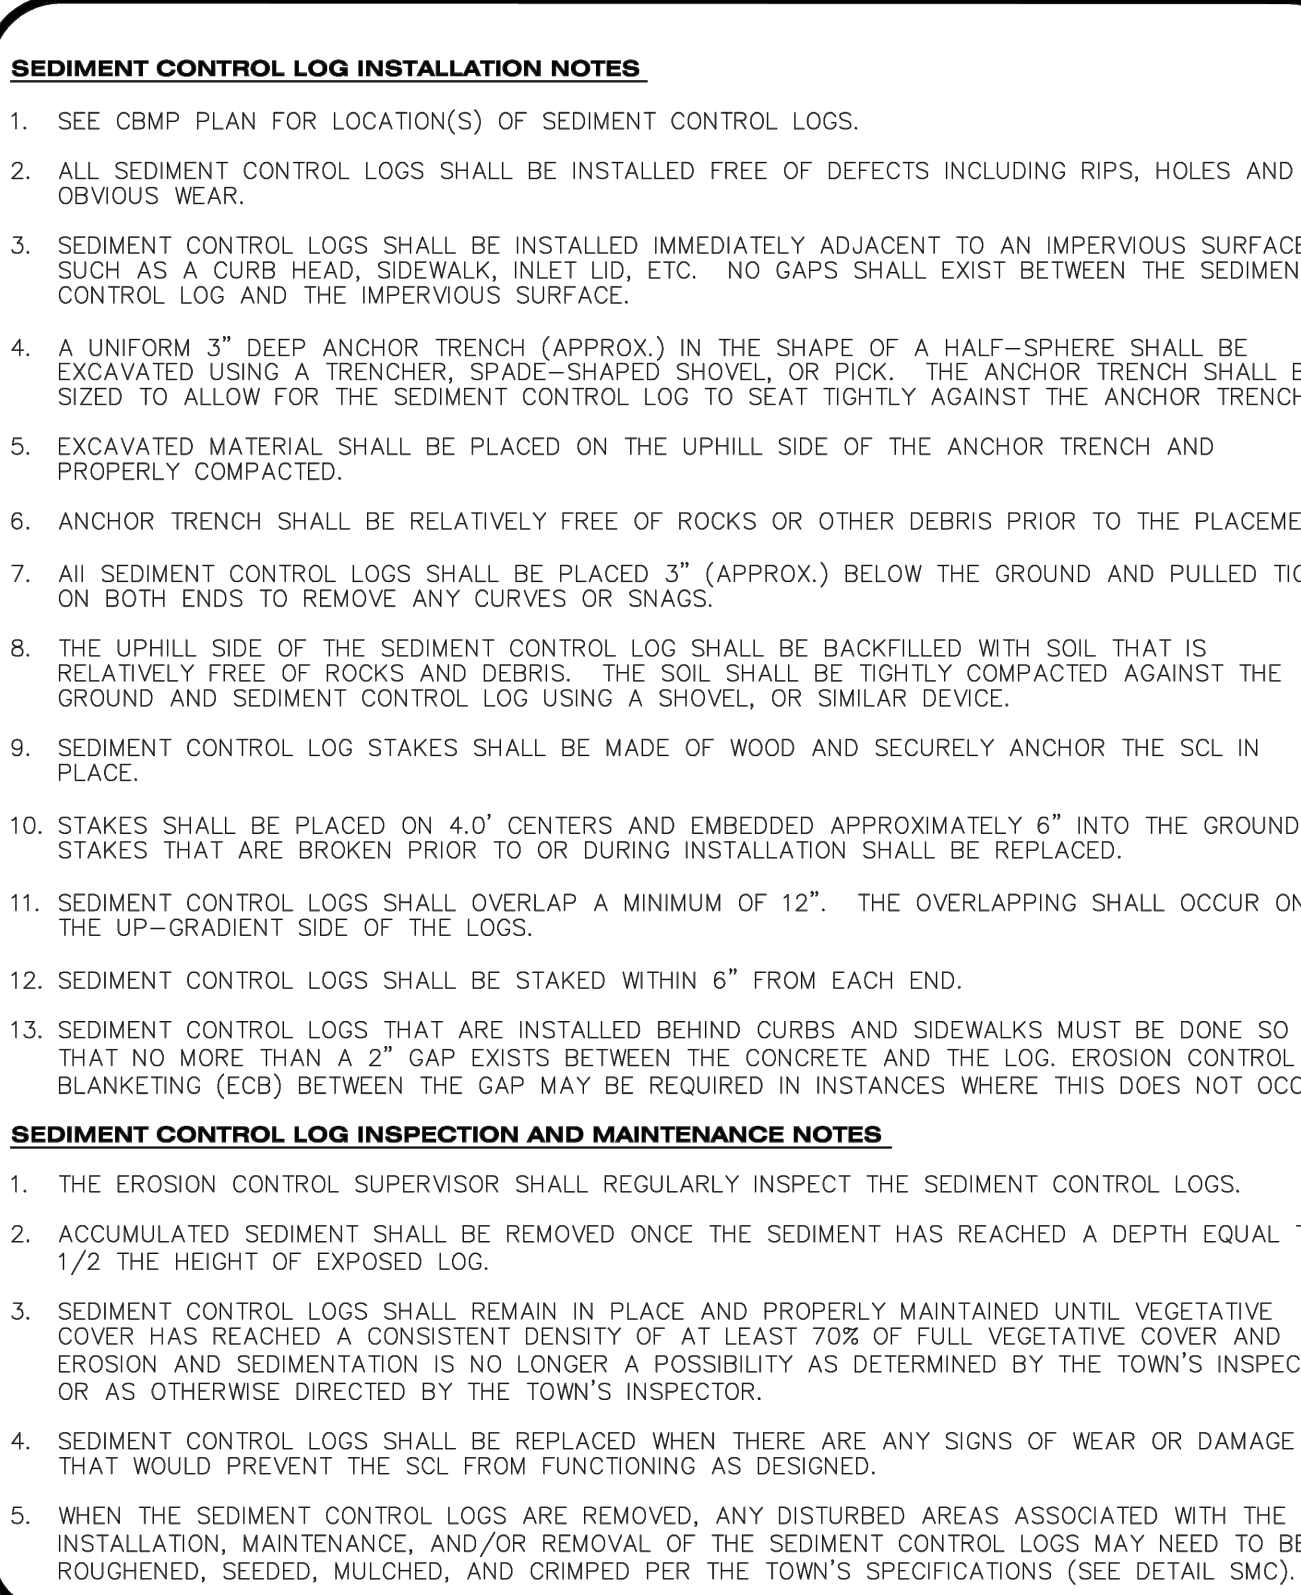 SEDIMENT CONTROL LOG INSTALLATION NOTES
1. SEE CBMP PLAN FOR LOCATION(S) OF SEDIMENT CONTROL LOGS.
2. ALL SEDIMENT CONTROL LOGS SHALL BE INSTALLED FREE OF DEFECTS INCLUDING RIPS, HOLES AND
OBVIOUS WEAR.
3. SEDIMENT CONTROL LOGS SHALL BE INSTALLED IMMEDIATELY ADJACENT TO AN IMPERVIOUS SURFACE
SUCH AS A CURB HEAD, SIDEWALK, INLET LID, ETC. NO GAPS SHALL EXIST BETWEEN THE SEDIMEN
CONTROL LOG AND THE IMPERVIOUS SURFACE.
4. A UNIFORM 3" DEEP ANCHOR TRENCH (APPROX.) IN THE SHAPE OF A HALF-SPHERE SHALL BE
EXCAVATED USING A TRENCHER, SPADE-SHAPED SHOVEL, OR PICK. THE ANCHOR TRENCH SHALL B
SIZED TO ALLOW FOR THE SEDIMENT CONTROL LOG TO SEAT TIGHTLY AGAINST THE ANCHOR TRENCH
5. EXCAVATED MATERIAL SHALL BE PLACED ON THE UPHILL SIDE OF THE ANCHOR TRENCH AND
PROPERLY COMPACTED.
6. ANCHOR TRENCH SHALL BE RELATIVELY FREE OF ROCKS OR OTHER DEBRIS PRIOR TO THE PLACEME
7. All SEDIMENT CONTROL LOGS SHALL BE PLACED 3" (APPROX.) BELOW THE GROUND AND PULLED TIG
ON BOTH ENDS TO REMOVE ANY CURVES OR SNAGS.
8. THE UPHILL SIDE OF THE SEDIMENT CONTROL LOG SHALL BE BACKFILLED WITH SOIL THAT IS
RELATIVELY FREE OF ROCKS AND DEBRIS. THE SOIL SHALL BE TIGHTLY COMPACTED AGAINST THE
GROUND AND SEDIMENT CONTROL LOG USING A SHOVEL, OR SIMILAR DEVICE.
9. SEDIMENT CONTROL LOG STAKES SHALL BE MADE OF WOOD AND SECURELY ANCHOR THE SCL IN
PLACE.
10. STAKES SHALL BE PLACED ON 4.0' CENTERS AND EMBEDDED APPROXIMATELY 6" INTO THE GROUND
STAKES THAT ARE BROKEN PRIOR TO OR DURING INSTALLATION SHALL BE REPLACED.
11. SEDIMENT CONTROL LOGS SHALL OVERLAP A MINIMUM OF 12". THE OVERLAPPING SHALL OCCUR ON
THE UP-GRADIENT SIDE OF THE LOGS.
12. SEDIMENT CONTROL LOGS SHALL BE STAKED WITHIN 6" FROM EACH END.
13. SEDIMENT CONTROL LOGS THAT ARE INSTALLED BEHIND CURBS AND SIDEWALKS MUST BE DONE SO
THAT NO MORE THAN A 2" GAP EXISTS BETWEEN THE CONCRETE AND THE LOG. EROSION CONTROL
BLANKETING (ECB) BETWEEN THE GAP MAY BE REQUIRED IN INSTANCES WHERE THIS DOES NOT OCC
SEDIMENT CONTROL LOG INSPECTION AND MAINTENANCE NOTES
1. THE EROSION CONTROL SUPERVISOR SHALL REGULARLY INSPECT THE SEDIMENT CONTROL LOGS.
2. ACCUMULATED SEDIMENT SHALL BE REMOVED ONCE THE SEDIMENT HAS REACHED A DEPTH EQUAL T
1/2 THE HEIGHT OF EXPOSED LOG.
3. SEDIMENT CONTROL LOGS SHALL REMAIN IN PLACE AND PROPERLY MAINTAINED UNTIL VEGETATIVE
COVER HAS REACHED A CONSISTENT DENSITY OF AT LEAST 70% OF FULL VEGETATIVE COVER AND
EROSION AND SEDIMENTATION IS NO LONGER A POSSIBILITY AS DETERMINED BY THE TOWN'S INSPEC
OR AS OTHERWISE DIRECTED BY THE TOWN'S INSPECTOR.
4. SEDIMENT CONTROL LOGS SHALL BE REPLACED WHEN THERE ARE ANY SIGNS OF WEAR OR DAMAGE
THAT WOULD PREVENT THE SCL FROM FUNCTIONING AS DESIGNED.
5. WHEN THE SEDIMENT CONTROL LOGS ARE REMOVED, ANY DISTURBED AREAS ASSOCIATED WITH THE
INSTALLATION, MAINTENANCE, AND/OR REMOVAL OF THE SEDIMENT CONTROL LOGS MAY NEED TO BE
ROUGHENED, SEEDED, MULCHED, AND CRIMPED PER THE TOWN'S SPECIFICATIONS (SEE DETAIL SMC).